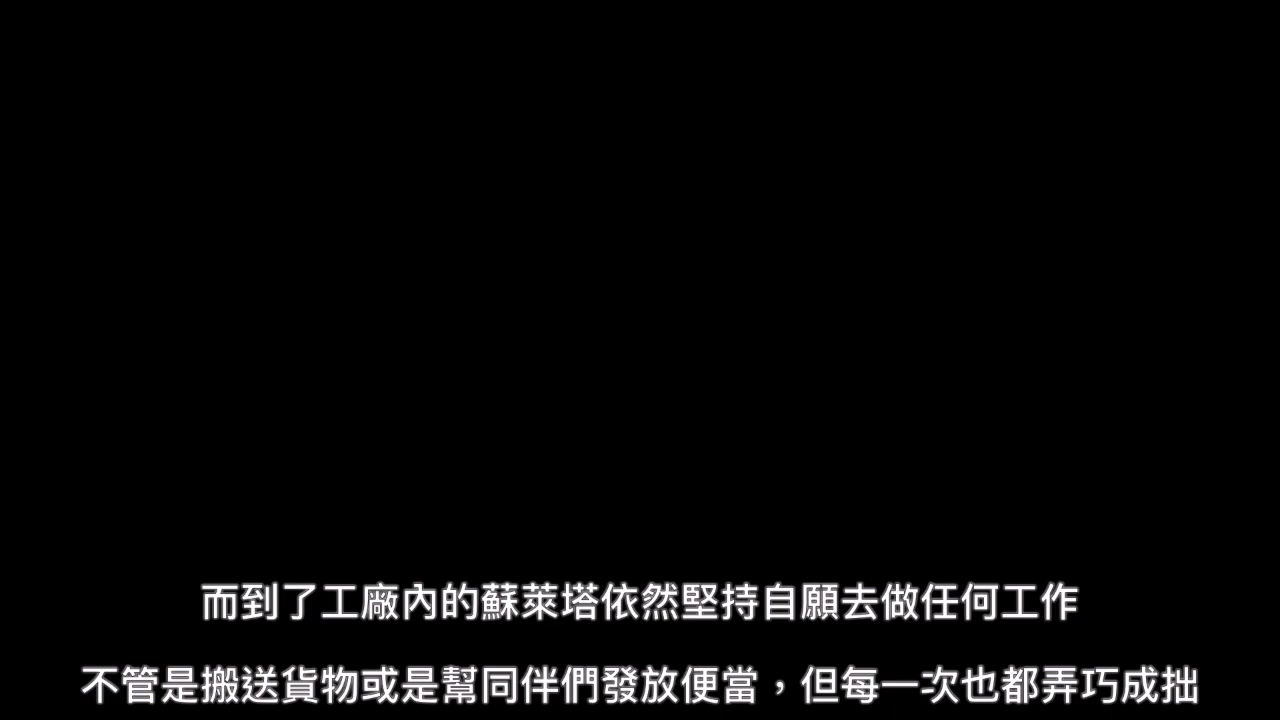 而到了工廠內的蘇萊塔依然堅持自願去做任何工作
不管是搬送貨物或是幫同伴們發放便當，但每一次也都弄巧成拙